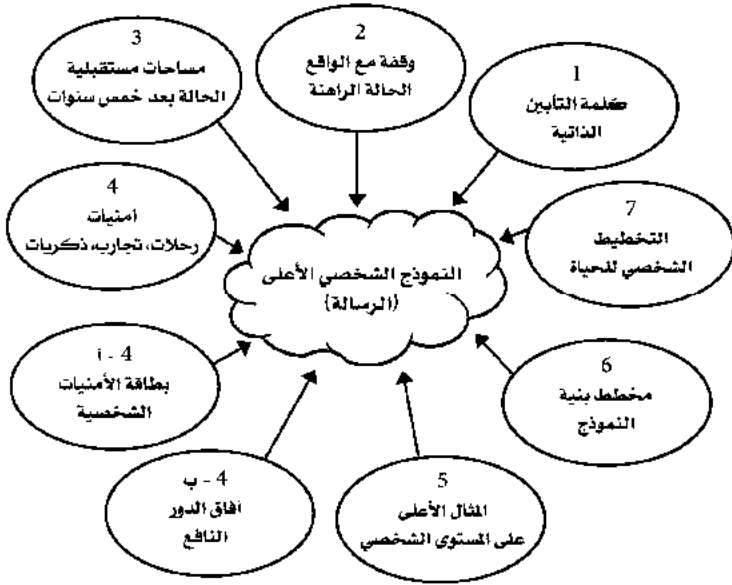 1
كلمة التأبين
الذاتية
2
وقفة مع الواقع
الحالة الراهنة
3
مساحات مستقبلية
الحالة بعد خمس سنوات
4
أمنيات
رحلات، تجارب، ذكريات
4 - أ
بطاقة الأمنيات
الشخصية
4 - ب
آفاق الدور
النافع
5
المثال الأعلى
على المستوى الشخصي
6
مخطط بنية
النموذج
7
التخطيط
الشخصي للحياة
النموذج الشخصي الأعلى
(الرسالة)